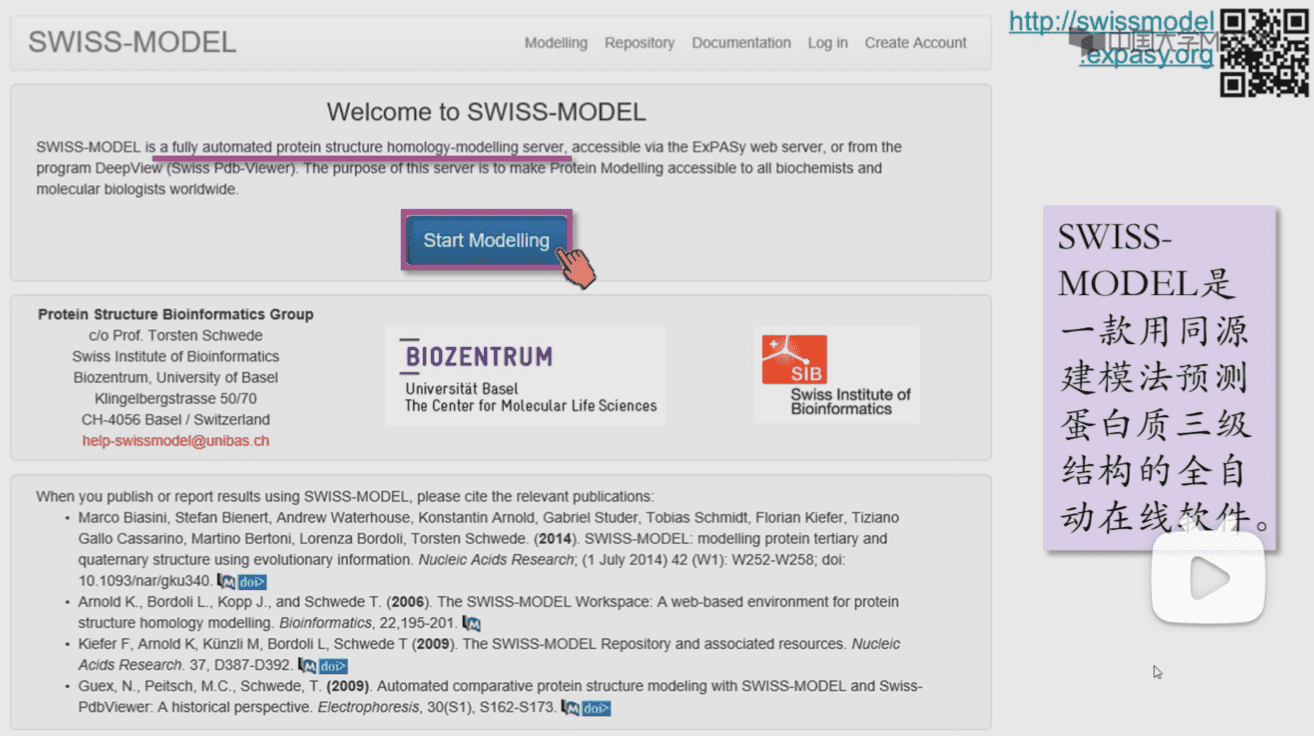 SWISS-MODEL
Modelling Repository Documentation Log in Create Account
http://swissmodel
.expasy.org
中国大学M
Welcome to SWISS-MODEL
SWISS-MODEL is a fully automated protein structure homology-modelling server, accessible via the ExPASy web server, or from the
program DeepView (Swiss Pdb-Viewer). The purpose of this server is to make Protein Modelling accessible to all biochemists and
molecular biologists worldwide.
Start Modelling
Protein Structure Bioinformatics Group
c/o Prof. Torsten Schwede
Swiss Institute of Bioinformatics
Biozentrum, University of Basel
Klingelbergstrasse 50/70
CH-4056 Basel / Switzerland
help-swissmodel@unibas.ch
BIOZENTRUM
Universität Basel
The Center for Molecular Life Sciences
SIB
Swiss Institute of
Bioinformatics
SWISS-
MODEL是
一款用同源
建模法预测
蛋白质三级
结构的全自
动在线软件。
When you publish or report results using SWISS-MODEL, please cite the relevant publications:
• Marco Biasini, Stefan Bienert, Andrew Waterhouse, Konstantin Arnold, Gabriel Studer, Tobias Schmidt, Florian Kiefer, Tiziano
Gallo Cassarino, Martino Bertoni, Lorenza Bordoli, Torsten Schwede. (2014). SWISS-MODEL: modelling protein tertiary and
quaternary structure using evolutionary information. Nucleic Acids Research; (1 July 2014) 42 (W1): W252-W258; doi:
10.1093/nar/gku340. doi>
• Arnold K., Bordoli L., Kopp J., and Schwede T. (2006). The SWISS-MODEL Workspace: A web-based environment for protein
structure homology modelling. Bioinformatics, 22,195-201.
• Kiefer F, Arnold K, Künzli M, Bordoli L, Schwede T (2009). The SWISS-MODEL Repository and associated resources. Nucleic
Acids Research. 37, D387-D392. doi>
• Guex, N., Peitsch, M.C., Schwede, T. (2009). Automated comparative protein structure modeling with SWISS-MODEL and Swiss-
PdbViewer: A historical perspective. Electrophoresis, 30(S1), S162-S173. doi>